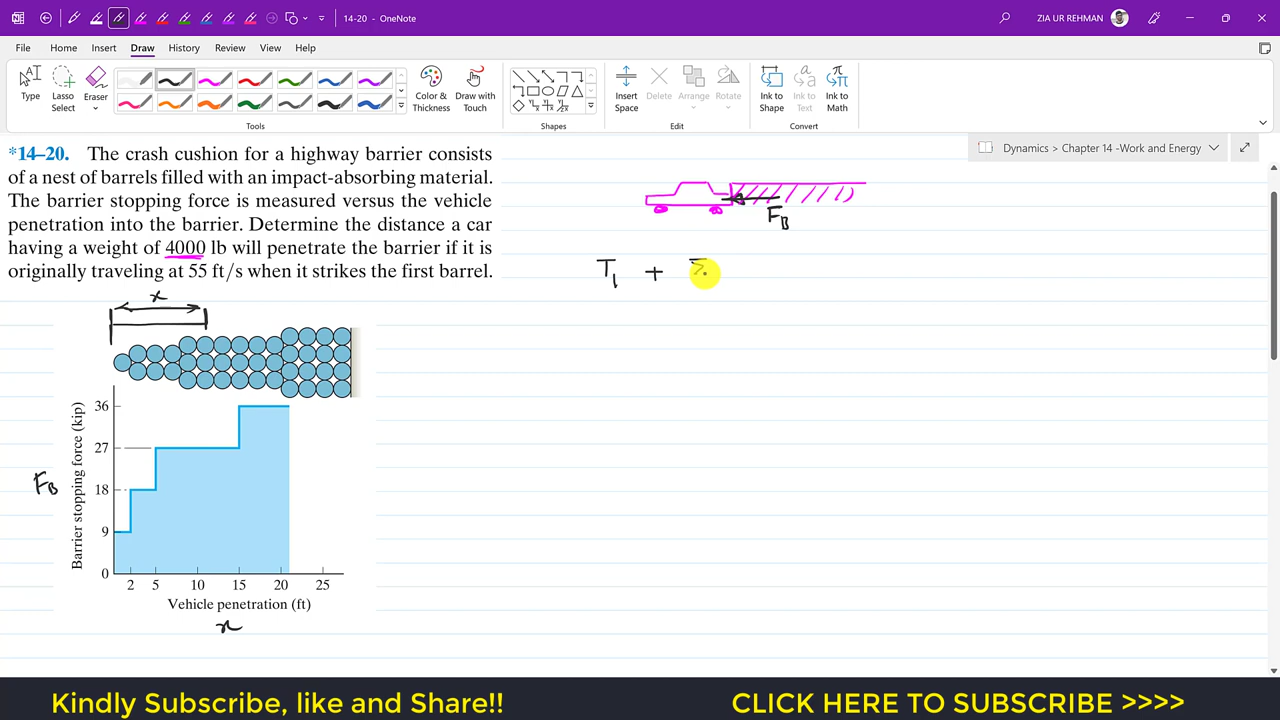 14-20 - OneNote
ZIA UR REHMAN
File Home Insert Draw History Review View Help
Type
Lasso Select
Eraser
Color & Thickness
Draw with Touch
Insert Space
Delete
Arrange
Rotate
Ink to Shape
Ink to Text
Ink to Math
Tools
Shapes
Edit
Convert
Dynamics > Chapter 14 -Work and Energy
*14–20. The crash cushion for a highway barrier consists
of a nest of barrels filled with an impact-absorbing material.
The barrier stopping force is measured versus the vehicle
penetration into the barrier. Determine the distance a car
having a weight of 4000 lb will penetrate the barrier if it is
originally traveling at 55 ft/s when it strikes the first barrel.
F_B
T_1 +
x
Barrier stopping force (kip)
F_B
36
27
18
9
0
2 5 10 15 20 25
Vehicle penetration (ft)
x
Kindly Subscribe, like and Share!!
CLICK HERE TO SUBSCRIBE >>>>